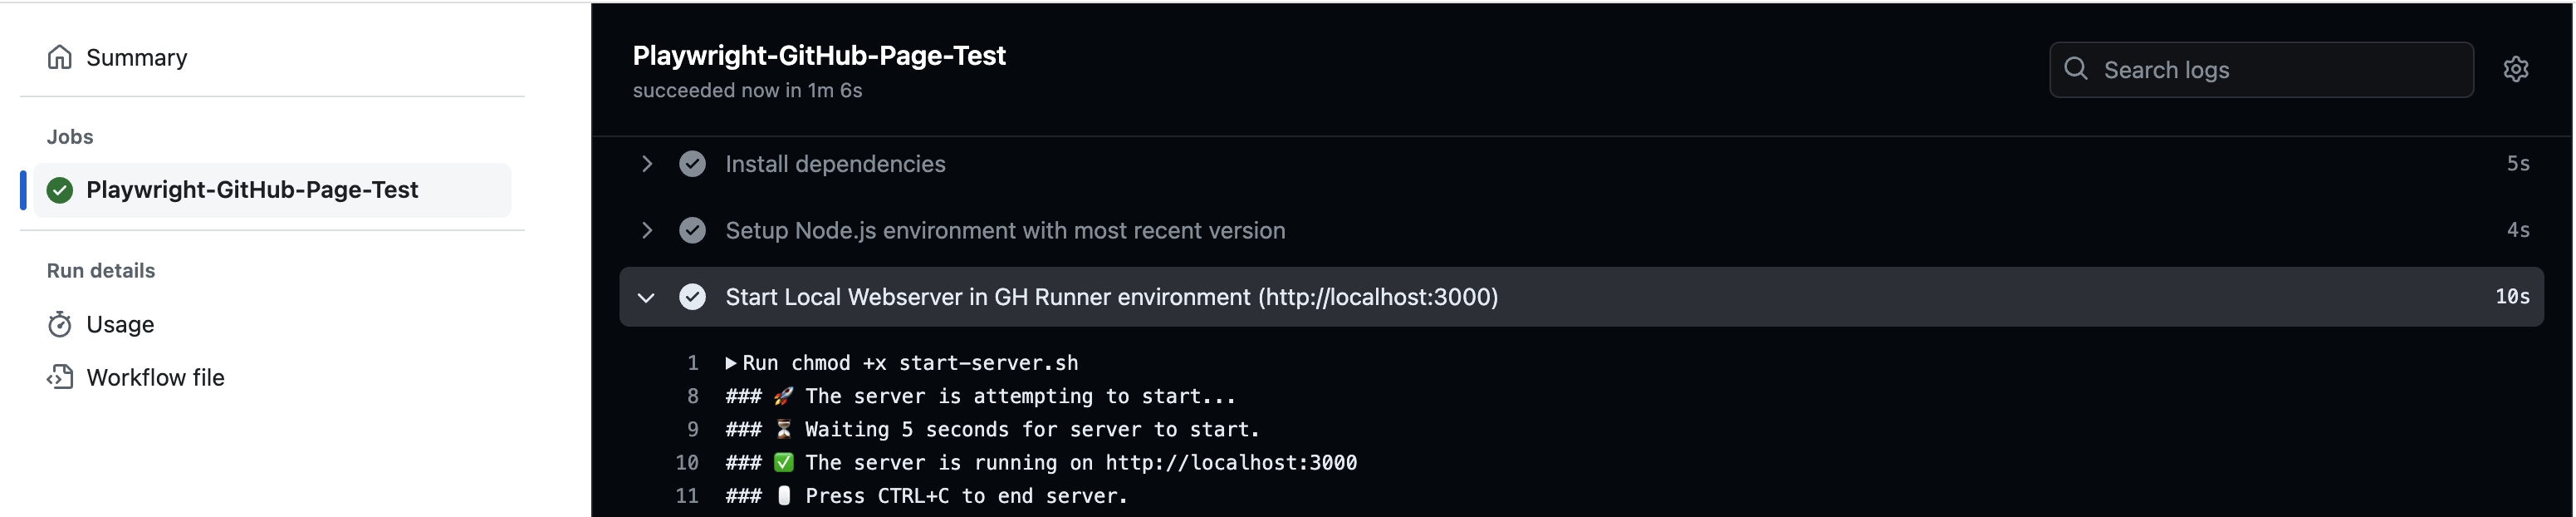 Summary
Jobs
Playwright-GitHub-Page-Test
Run details
Usage
Workflow file
Playwright-GitHub-Page-Test
succeeded now in 1m 6s
Search logs
Install dependencies 5s
Setup Node.js environment with most recent version 4s
Start Local Webserver in GH Runner environment (http://localhost:3000) 10s
1 Run chmod +x start-server.sh
8 ### 🚀 The server is attempting to start...
9 ### ⏳ Waiting 5 seconds for server to start.
10 ### ✅ The server is running on http://localhost:3000
11 ### Press CTRL+C to end server.